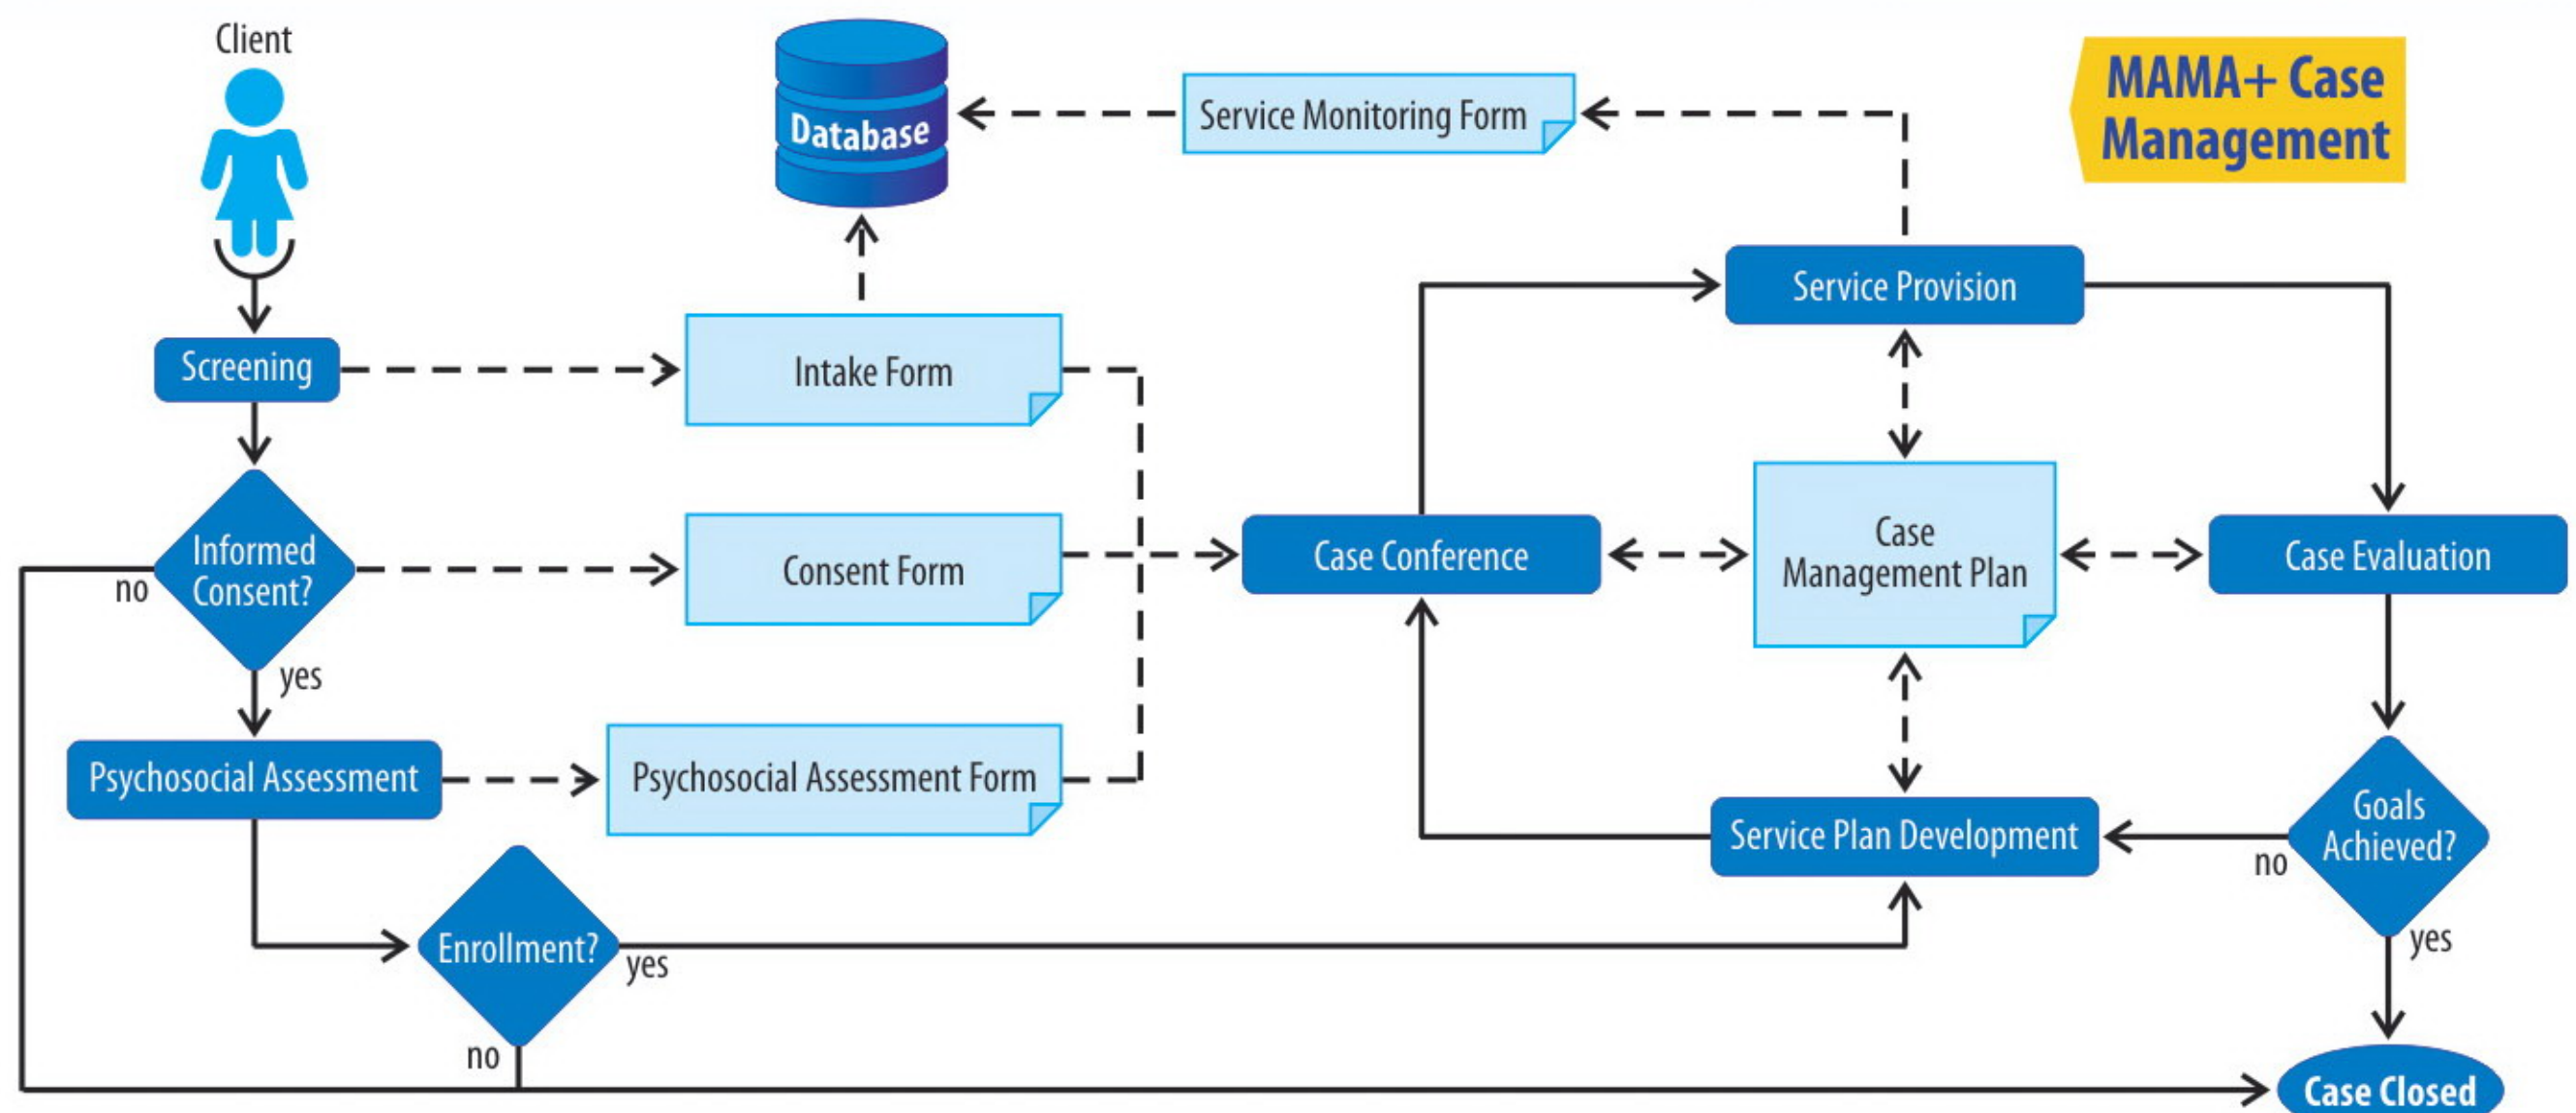 Client
MAMA+ Case
Management
Database
Service Monitoring Form
Service Provision
Screening
Intake Form
Informed
Consent?
no
yes
Consent Form
Case Conference
Case
Management Plan
Case Evaluation
Psychosocial Assessment
Psychosocial Assessment Form
Service Plan Development
Goals
Achieved?
no
yes
Enrollment?
yes
no
Case Closed